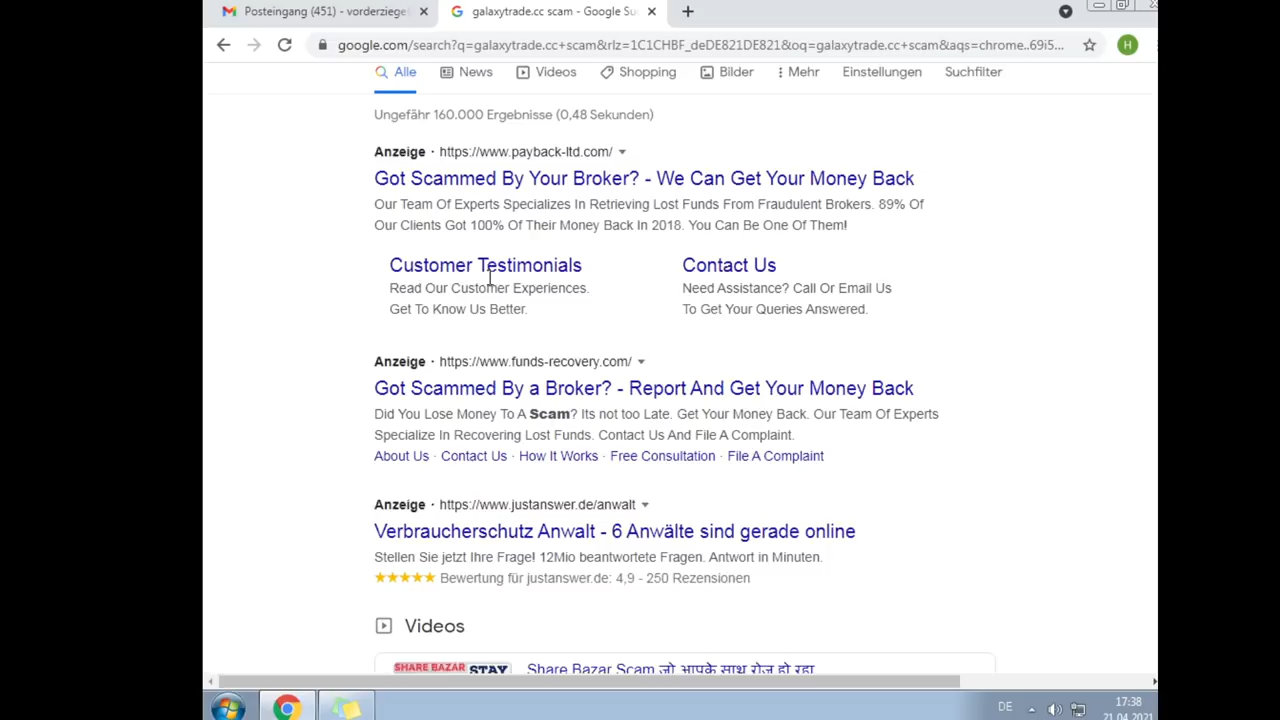 Posteingang (451) - vorderziege
galaxytrade.cc scam - Google Su
google.com/search?q=galaxytrade.cc+scam&rlz=1C1CHBF_deDE821DE821&oq=galaxytrade.cc+scam&aqs=chrome..69i5...
H
Alle News Videos Shopping Bilder Mehr Einstellungen Suchfilter
Ungefähr 160.000 Ergebnisse (0,48 Sekunden)
Anzeige · https://www.payback-ltd.com/
Got Scammed By Your Broker? - We Can Get Your Money Back
Our Team Of Experts Specializes In Retrieving Lost Funds From Fraudulent Brokers. 89% Of
Our Clients Got 100% Of Their Money Back In 2018. You Can Be One Of Them!
Customer Testimonials
Read Our Customer Experiences.
Get To Know Us Better.
Contact Us
Need Assistance? Call Or Email Us
To Get Your Queries Answered.
Anzeige · https://www.funds-recovery.com/
Got Scammed By a Broker? - Report And Get Your Money Back
Did You Lose Money To A Scam? Its not too Late. Get Your Money Back. Our Team Of Experts
Specialize In Recovering Lost Funds. Contact Us And File A Complaint.
About Us · Contact Us · How It Works · Free Consultation · File A Complaint
Anzeige · https://www.justanswer.de/anwalt
Verbraucherschutz Anwalt - 6 Anwälte sind gerade online
Stellen Sie jetzt Ihre Frage! 12Mio beantwortete Fragen. Antwort in Minuten.
Bewertung für justanswer.de: 4,9 - 250 Rezensionen
Videos
SHARE BAZAR STAY
Share Bazar Scam जो आपके साथ रोज हो रहा
DE
17:38
21.04.2021